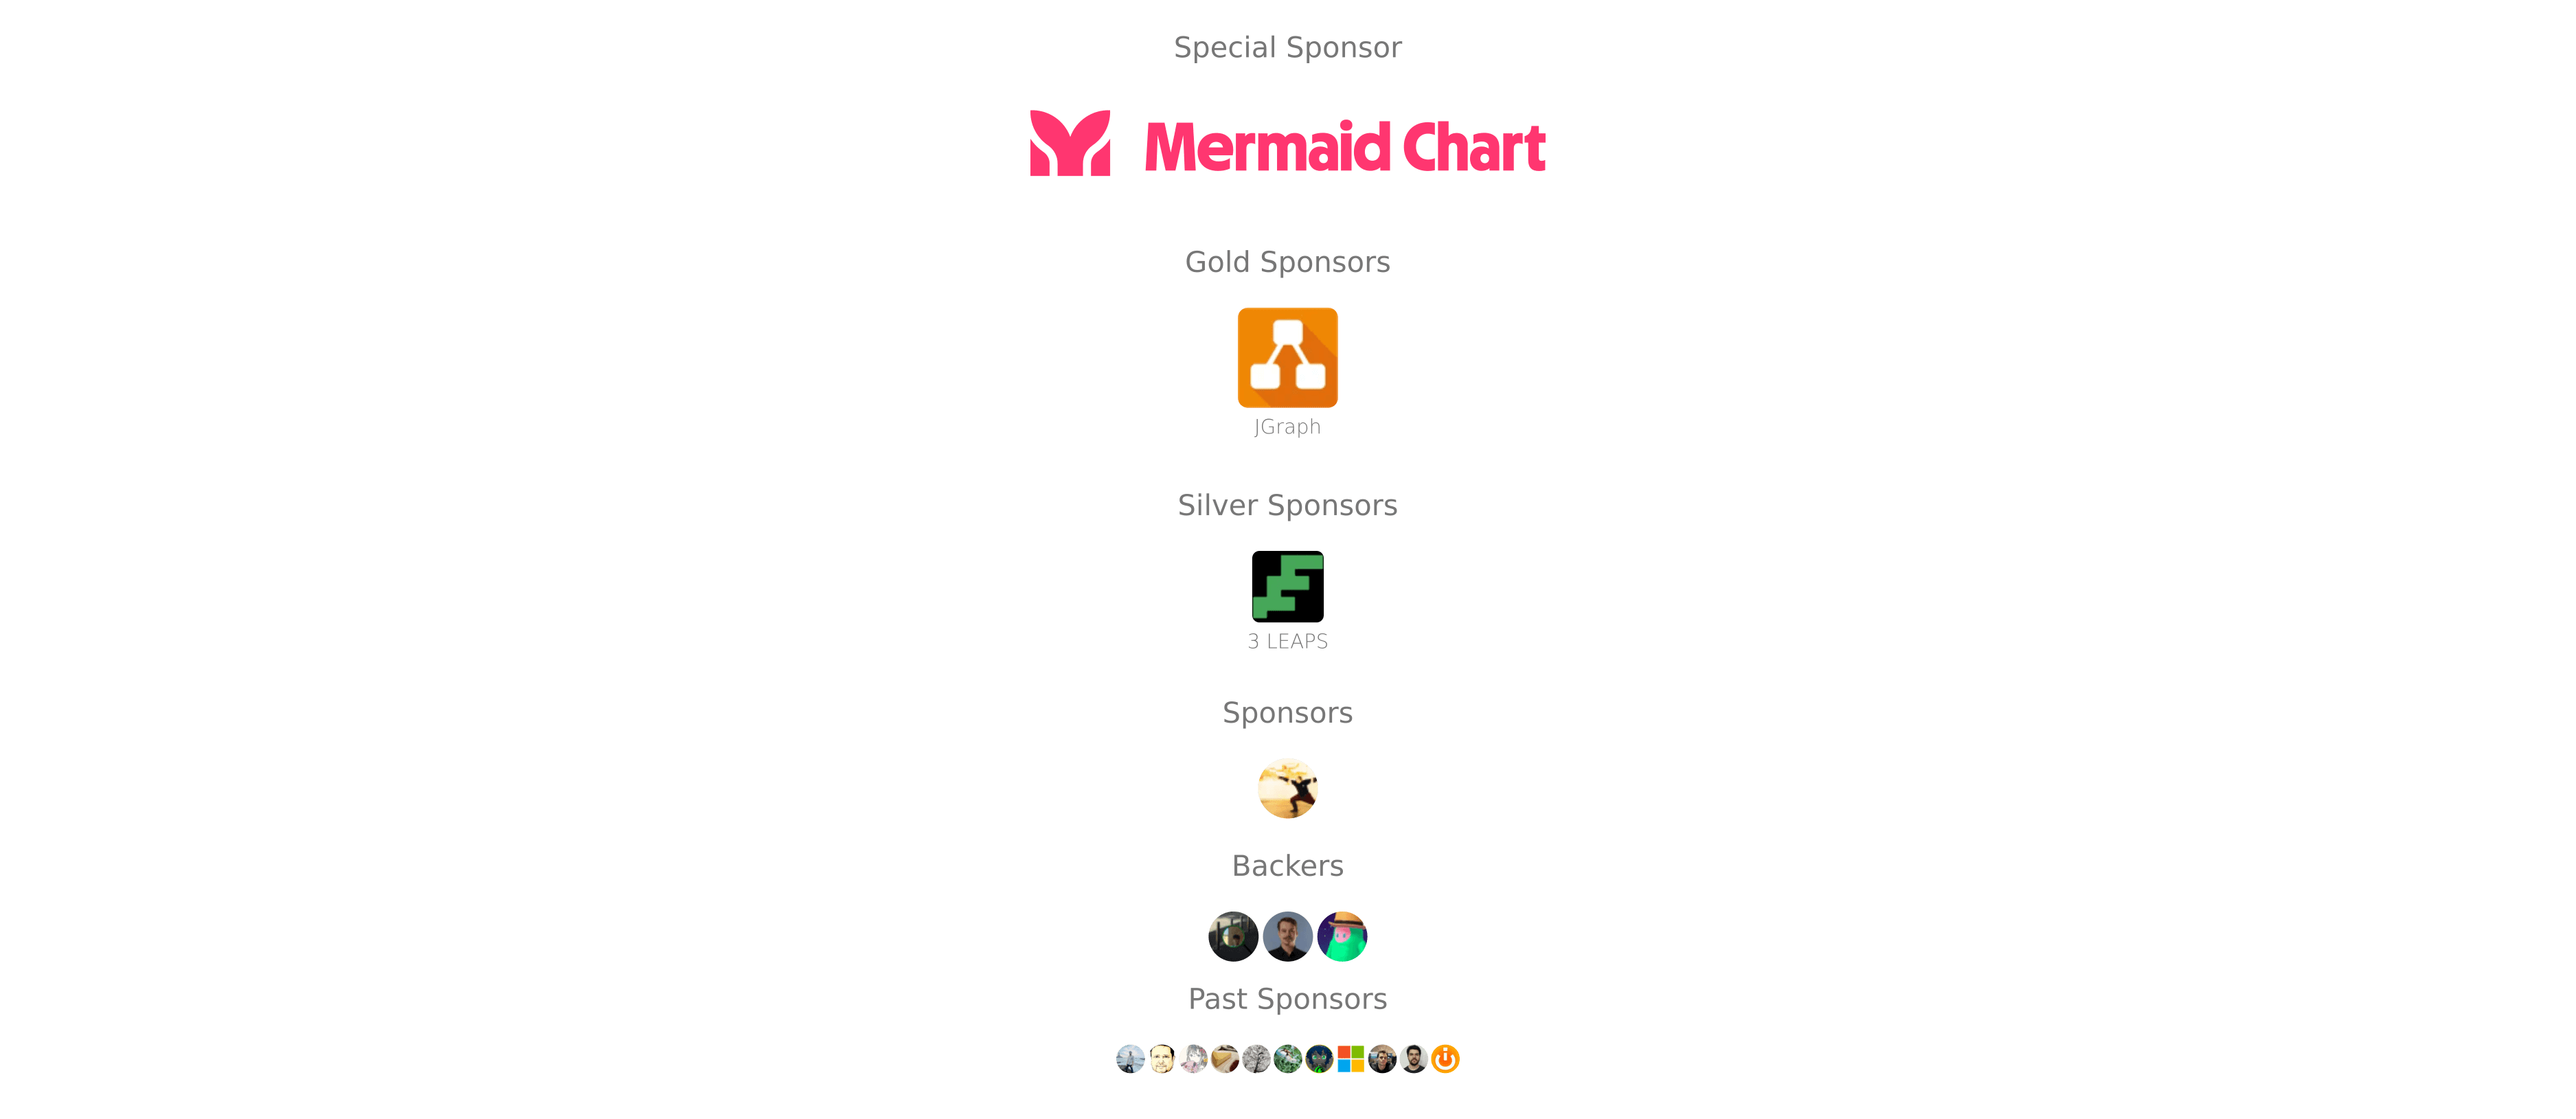 Special Sponsor
Mermaid Chart
Gold Sponsors
JGraph
Silver Sponsors
3 LEAPS
Sponsors
Backers
Past Sponsors